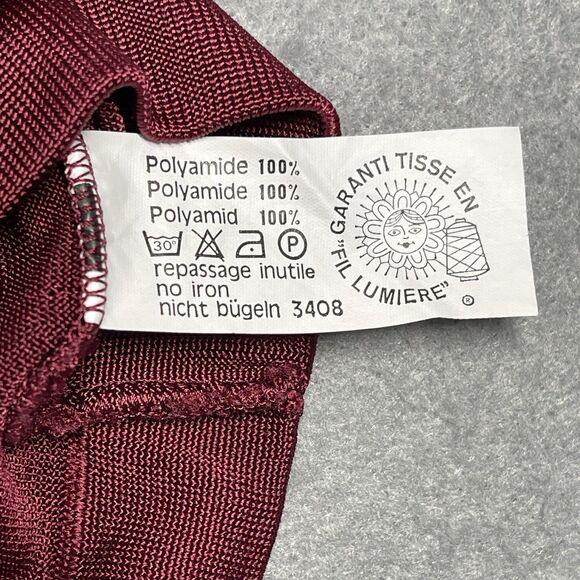 Polyamide 100%
Polyamide 100%
Polyamid 100%
30°
P
repassage inutile
no iron
nicht bügeln 3408
GARANTI TISSE EN
"FIL LUMIERE"
®